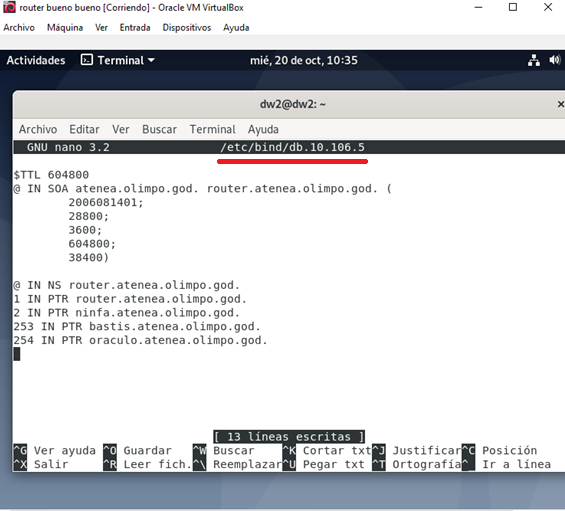 router bueno bueno [Corriendo] - Oracle VM VirtualBox
Archivo Máquina Ver Entrada Dispositivos Ayuda
Actividades Terminal mié, 20 de oct, 10:35
dw2@dw2: ~
Archivo Editar Ver Buscar Terminal Ayuda
GNU nano 3.2 /etc/bind/db.10.106.5
$TTL 604800
@ IN SOA atenea.olimpo.god. router.atenea.olimpo.god. (
2006081401;
28800;
3600;
604800;
38400)
@ IN NS router.atenea.olimpo.god.
1 IN PTR router.atenea.olimpo.god.
2 IN PTR ninfa.atenea.olimpo.god.
253 IN PTR bastis.atenea.olimpo.god.
254 IN PTR oraculo.atenea.olimpo.god.
[ 13 líneas escritas ]
^G Ver ayuda ^O Guardar ^W Buscar ^K Cortar txt ^J Justificar ^C Posición
^X Salir ^R Leer fich. ^\ Reemplazar ^U Pegar txt ^T Ortografía ^_ Ir a línea